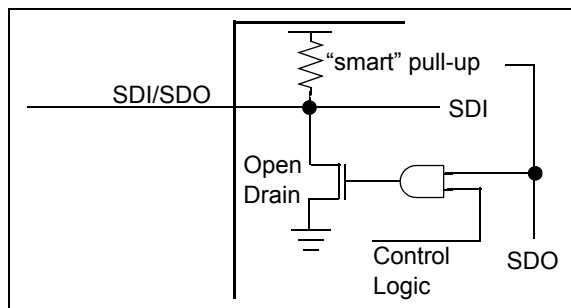 “smart” pull-up
SDI/SDO
SDI
Open
Drain
Control
Logic
SDO